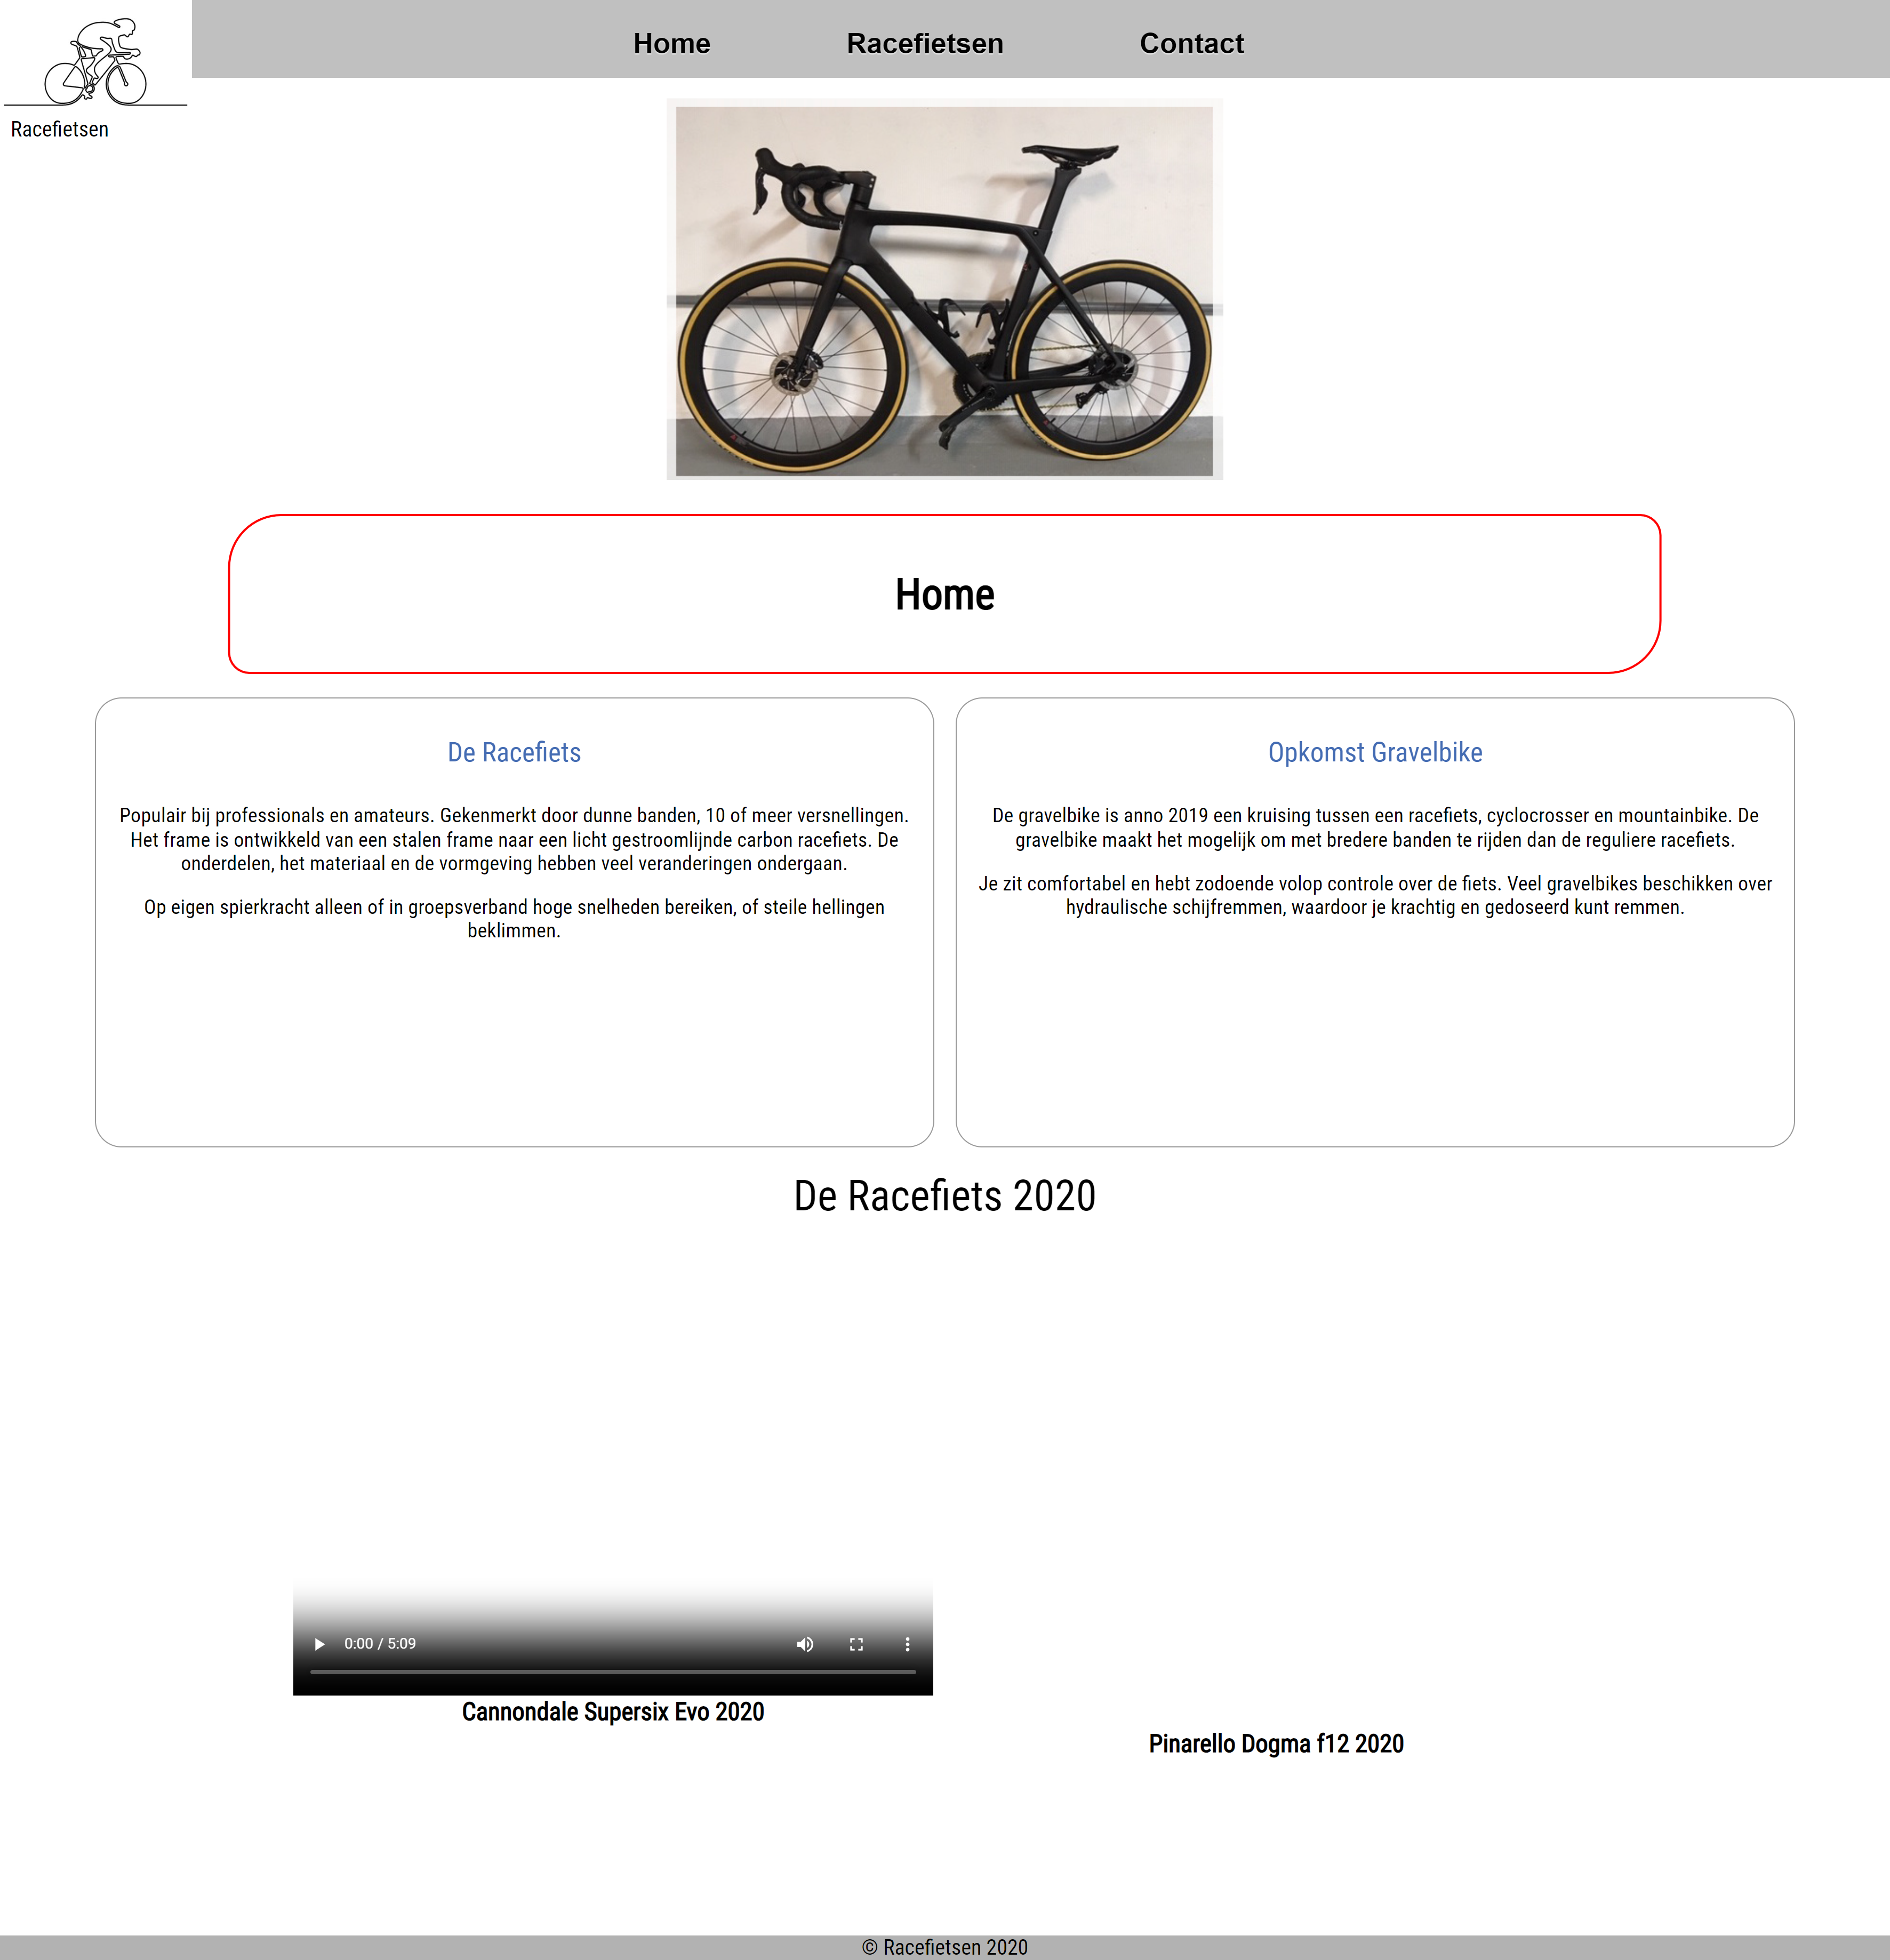 Home Racefietsen Contact
Racefietsen
Home
De Racefiets
Populair bij professionals en amateurs. Gekenmerkt door dunne banden, 10 of meer versnellingen.
Het frame is ontwikkeld van een stalen frame naar een licht gestroomlijnde carbon racefiets. De
onderdelen, het materiaal en de vormgeving hebben veel veranderingen ondergaan.
Op eigen spierkracht alleen of in groepsverband hoge snelheden bereiken, of steile hellingen
beklimmen.
Opkomst Gravelbike
De gravelbike is anno 2019 een kruising tussen een racefiets, cyclocrosser en mountainbike. De
gravelbike maakt het mogelijk om met bredere banden te rijden dan de reguliere racefiets.
Je zit comfortabel en hebt zodoende volop controle over de fiets. Veel gravelbikes beschikken over
hydraulische schijfremmen, waardoor je krachtig en gedoseerd kunt remmen.
De Racefiets 2020
0:00 / 5:09
Cannondale Supersix Evo 2020
Pinarello Dogma f12 2020
© Racefietsen 2020